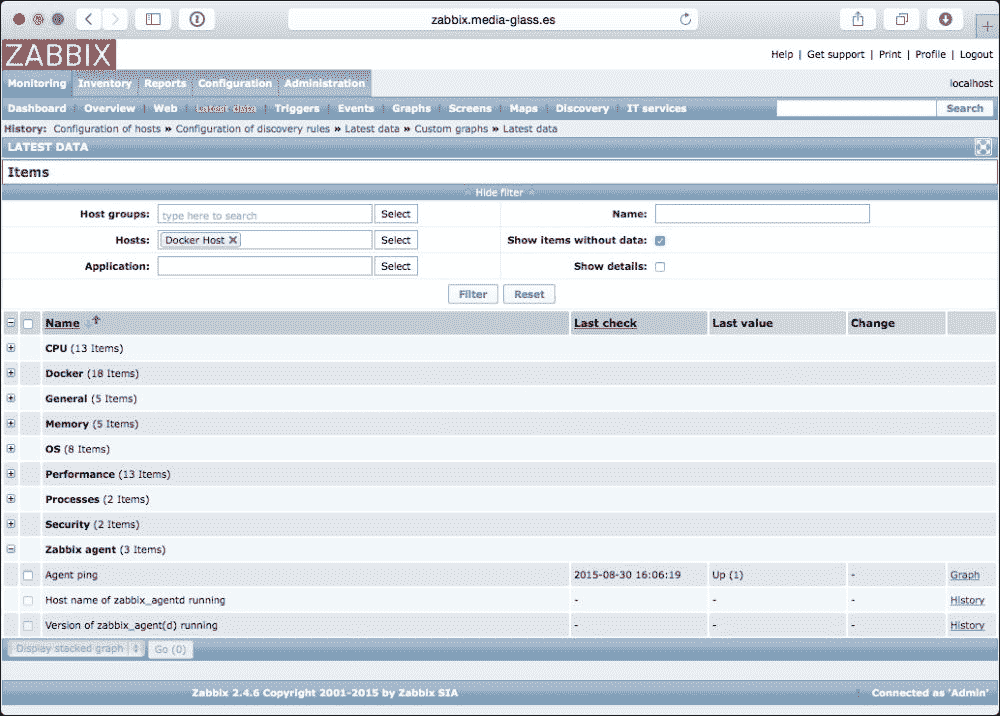 zabbix.media-glass.es
ZABBIX
Help | Get support | Print | Profile | Logout
Monitoring Inventory Reports Configuration Administration
localhost
Dashboard Overview Web Latest data Triggers Events Graphs Screens Maps Discovery IT services Search
History: Configuration of hosts » Configuration of discovery rules » Latest data » Custom graphs » Latest data
LATEST DATA
Items
Hide filter
Host groups: type here to search Select Name:
Hosts: Docker Host Select Show items without data:
Application: Select Show details:
Filter Reset
Name Last check Last value Change
CPU (13 Items)
Docker (18 Items)
General (5 Items)
Memory (5 Items)
OS (8 Items)
Performance (13 Items)
Processes (2 Items)
Security (2 Items)
Zabbix agent (3 Items)
Agent ping 2015-08-30 16:06:19 Up (1) - Graph
Host name of zabbix_agentd running - - - History
Version of zabbix_agent(d) running - - - History
Display stacked graph Go (0)
Zabbix 2.4.6 Copyright 2001-2015 by Zabbix SIA
Connected as 'Admin'